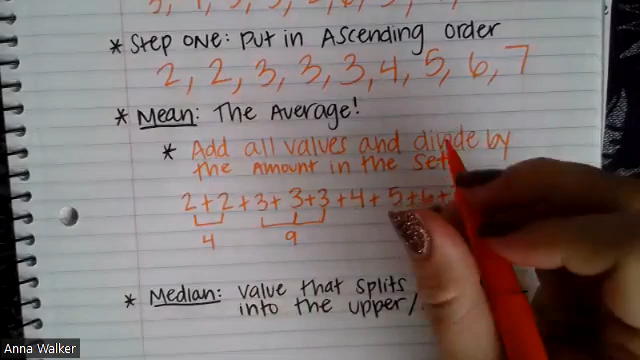 * Step one: Put in Ascending order
2, 2, 3, 3, 3, 4, 5, 6, 7
* Mean: The Average!
* Add all values and divide by
the Amount in the Set
2 + 2 + 3 + 3 + 3 + 4 + 5 + 6 +
4 9
* Median: value that splits
into the upper/
Anna Walker